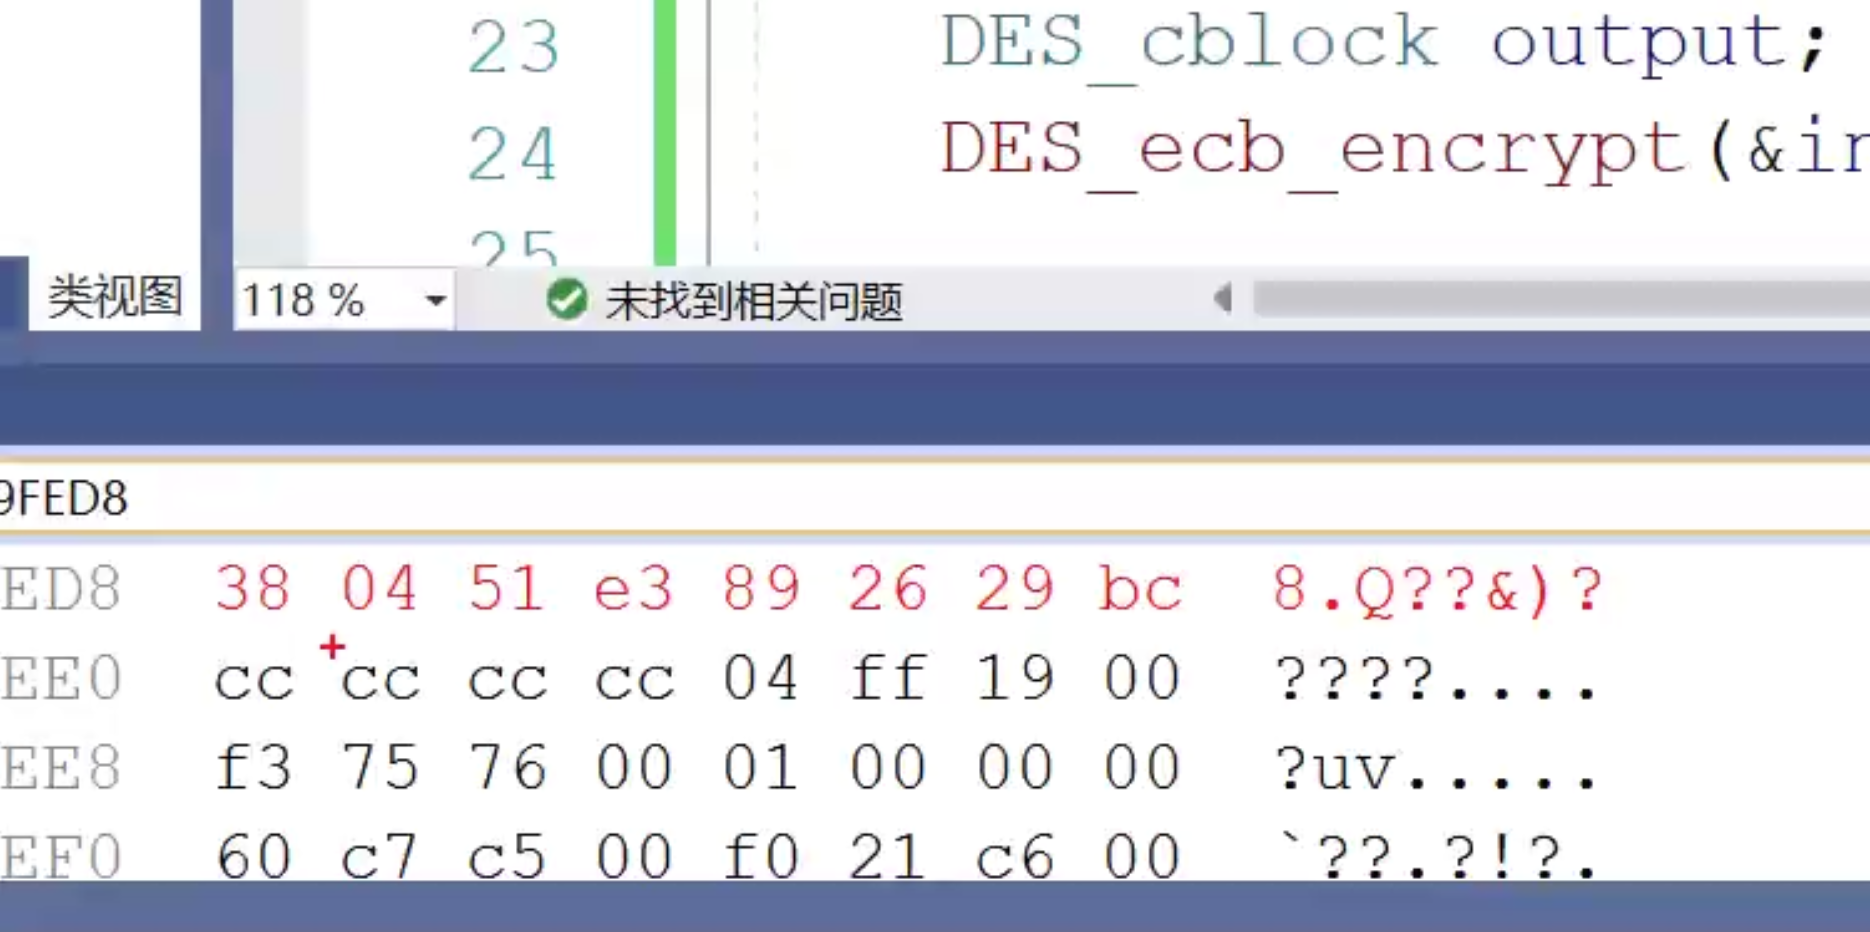 23 DES_cblock output;
24 DES_ecb_encrypt(&in
25
类视图 118 % 未找到相关问题
9FED8
ED8 38 04 51 e3 89 26 29 bc 8.Q??&)?
EE0 cc cc cc cc 04 ff 19 00 ????....
EE8 f3 75 76 00 01 00 00 00 ?uv.....
EF0 60 c7 c5 00 f0 21 c6 00 `??.?!?.